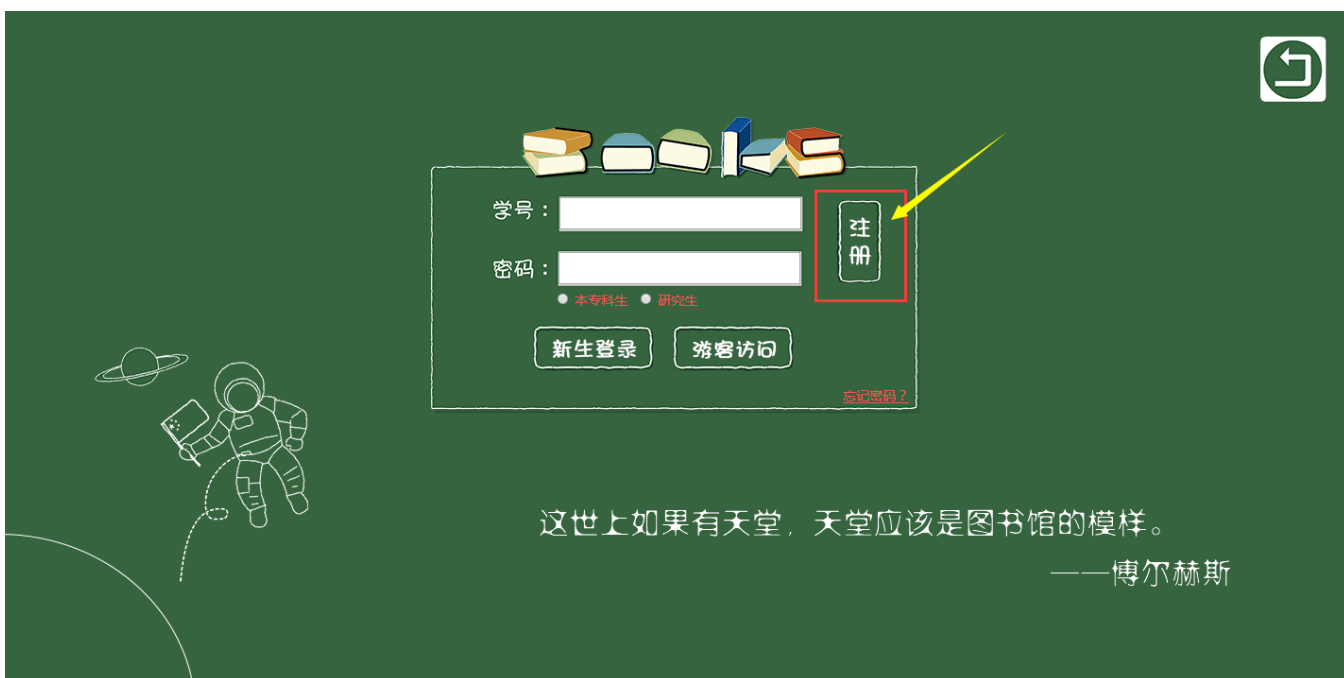 学号：
注册
密码：
本专科生 研究生
新生登录 游客访问
忘记密码？
这世上如果有天堂，天堂应该是图书馆的模样。
——博尔赫斯